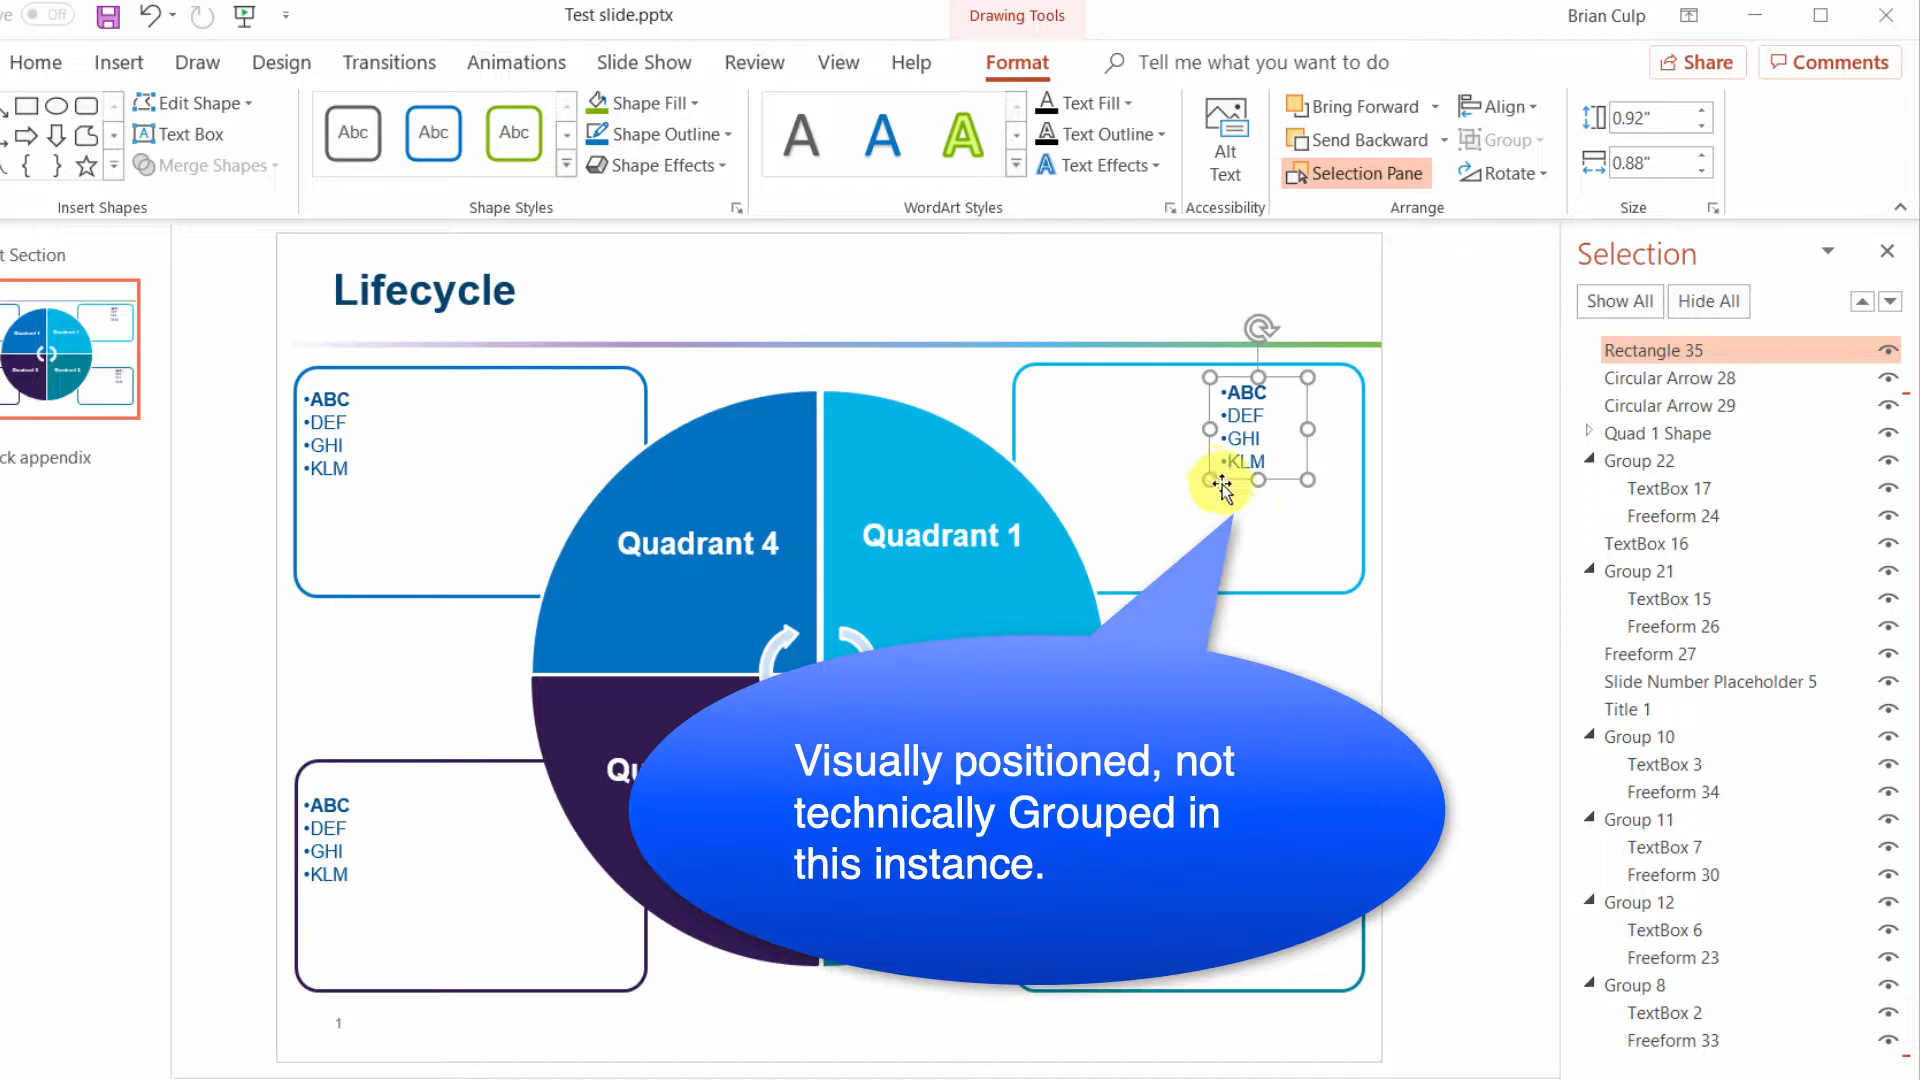 Off
Test slide.pptx
Drawing Tools
Brian Culp
Home Insert Draw Design Transitions Animations Slide Show Review View Help Format Tell me what you want to do Share Comments
Edit Shape
Text Box
Merge Shapes
Insert Shapes
Abc Abc Abc
Shape Fill
Shape Outline
Shape Effects
Shape Styles
A A A
Text Fill
Text Outline
Text Effects
WordArt Styles
Alt
Text
Accessibility
Bring Forward
Send Backward
Selection Pane
Align
Group
Rotate
Arrange
0.92"
0.88"
Size
t Section
ck appendix
Lifecycle
•ABC
•DEF
•GHI
•KLM
•ABC
•DEF
•GHI
•KLM
Quadrant 4
Quadrant 1
Qu
•ABC
•DEF
•GHI
•KLM
Visually positioned, not
technically Grouped in
this instance.
1
Selection
Show All Hide All
Rectangle 35
Circular Arrow 28
Circular Arrow 29
Quad 1 Shape
Group 22
TextBox 17
Freeform 24
TextBox 16
Group 21
TextBox 15
Freeform 26
Freeform 27
Slide Number Placeholder 5
Title 1
Group 10
TextBox 3
Freeform 34
Group 11
TextBox 7
Freeform 30
Group 12
TextBox 6
Freeform 23
Group 8
TextBox 2
Freeform 33